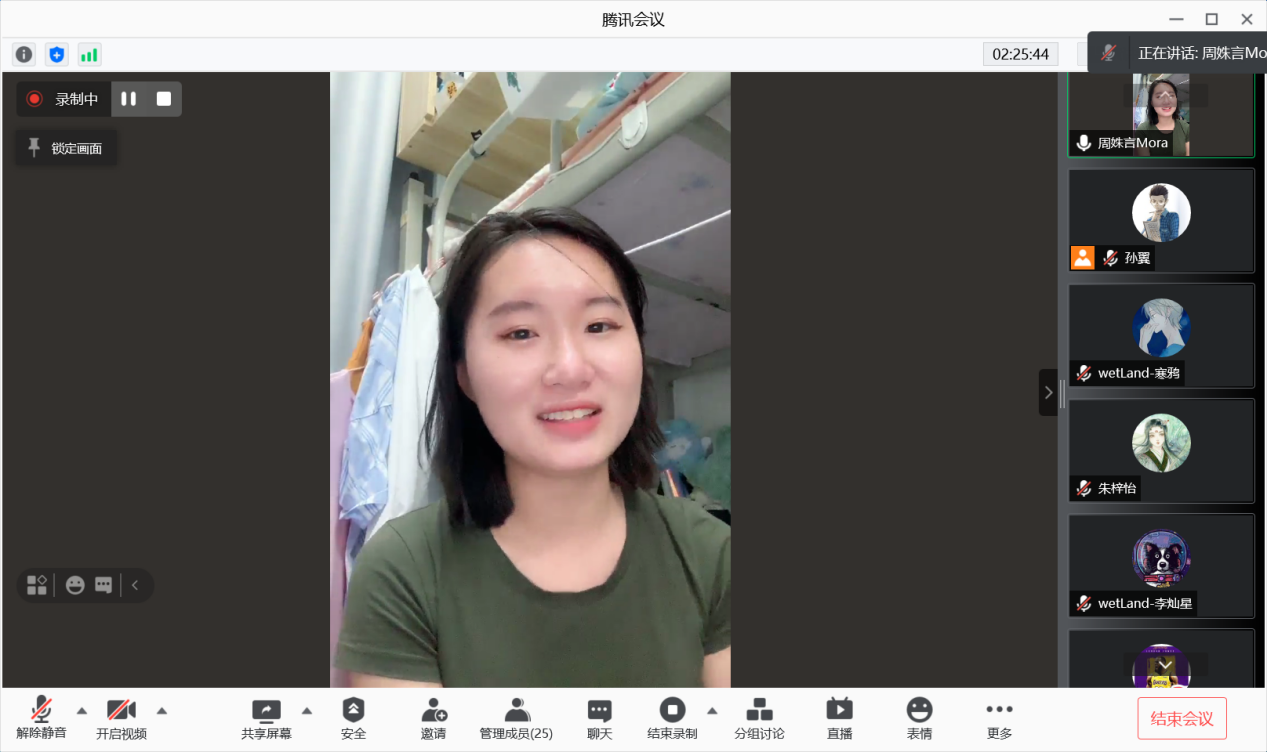 腾讯会议
02:25:44
正在讲话: 周姝言Mo
录制中
锁定画面
周姝言Mora
孙翼
wetLand-寒鸦
朱梓怡
wetLand-李灿星
解除静音
开启视频
共享屏幕
安全
邀请
管理成员(25)
聊天
结束录制
分组讨论
直播
表情
更多
结束会议